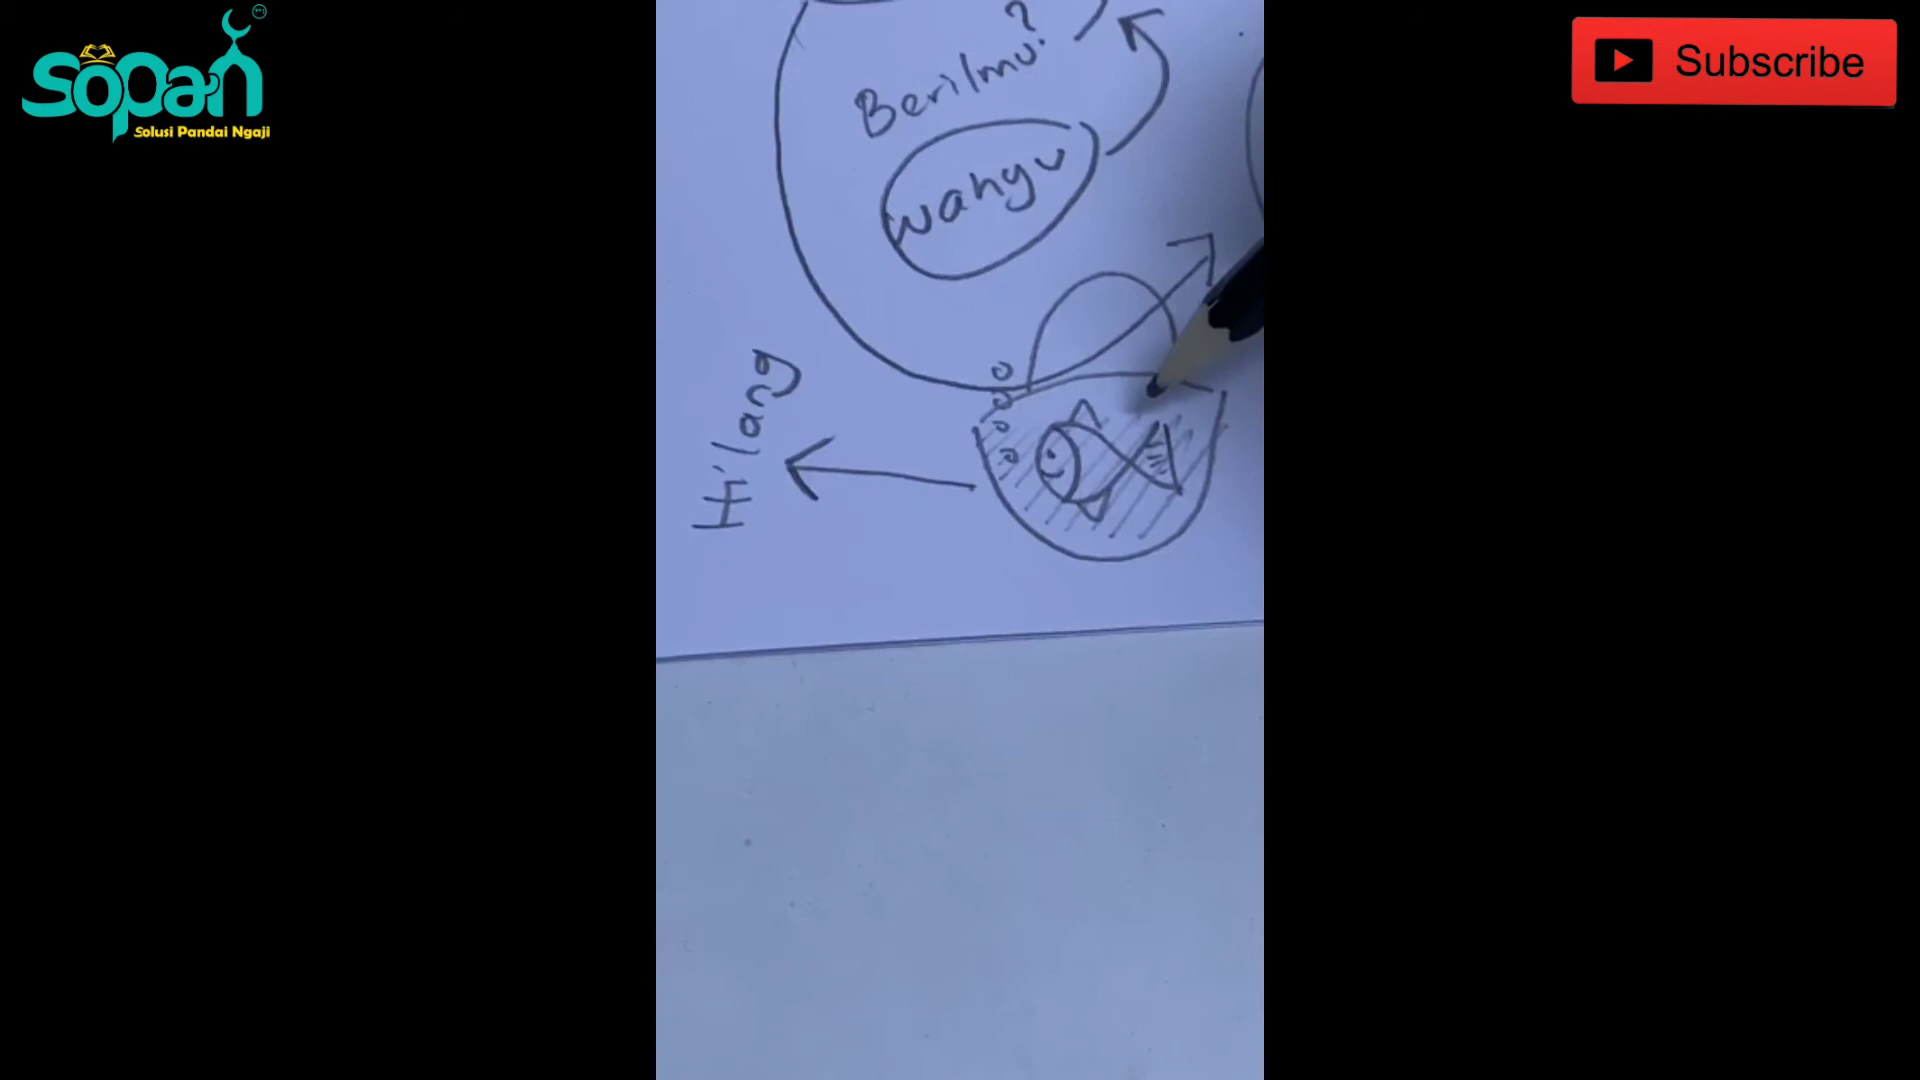 Sopan
Solusi Pandai Ngaji
Subscribe
Berilmu?
wahyu
Hilang